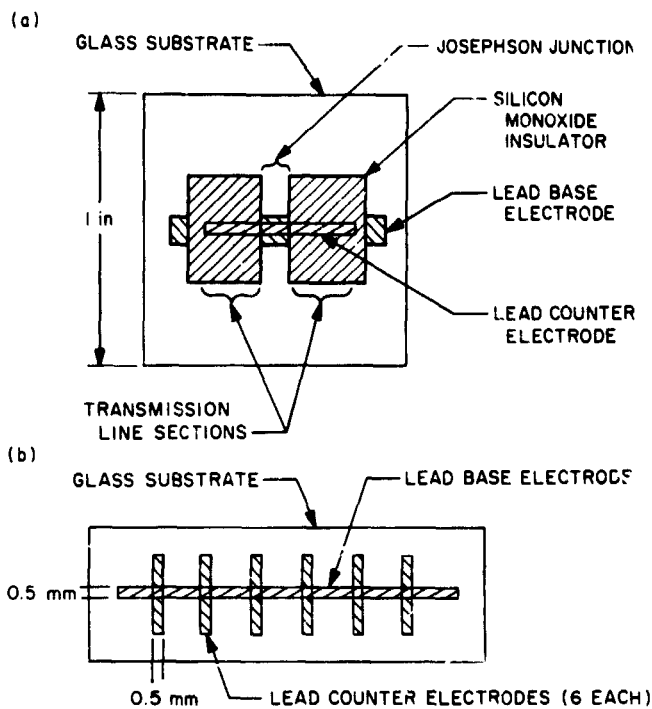 (a)
GLASS SUBSTRATE
JOSEPHSON JUNCTION
SILICON
MONOXIDE
INSULATOR
1 in
LEAD BASE
ELECTRODE
LEAD COUNTER
ELECTRODE
TRANSMISSION
LINE SECTIONS
(b)
GLASS SUBSTRATE
LEAD BASE ELECTRODE
0.5 mm
0.5 mm
LEAD COUNTER ELECTRODES (6 EACH)